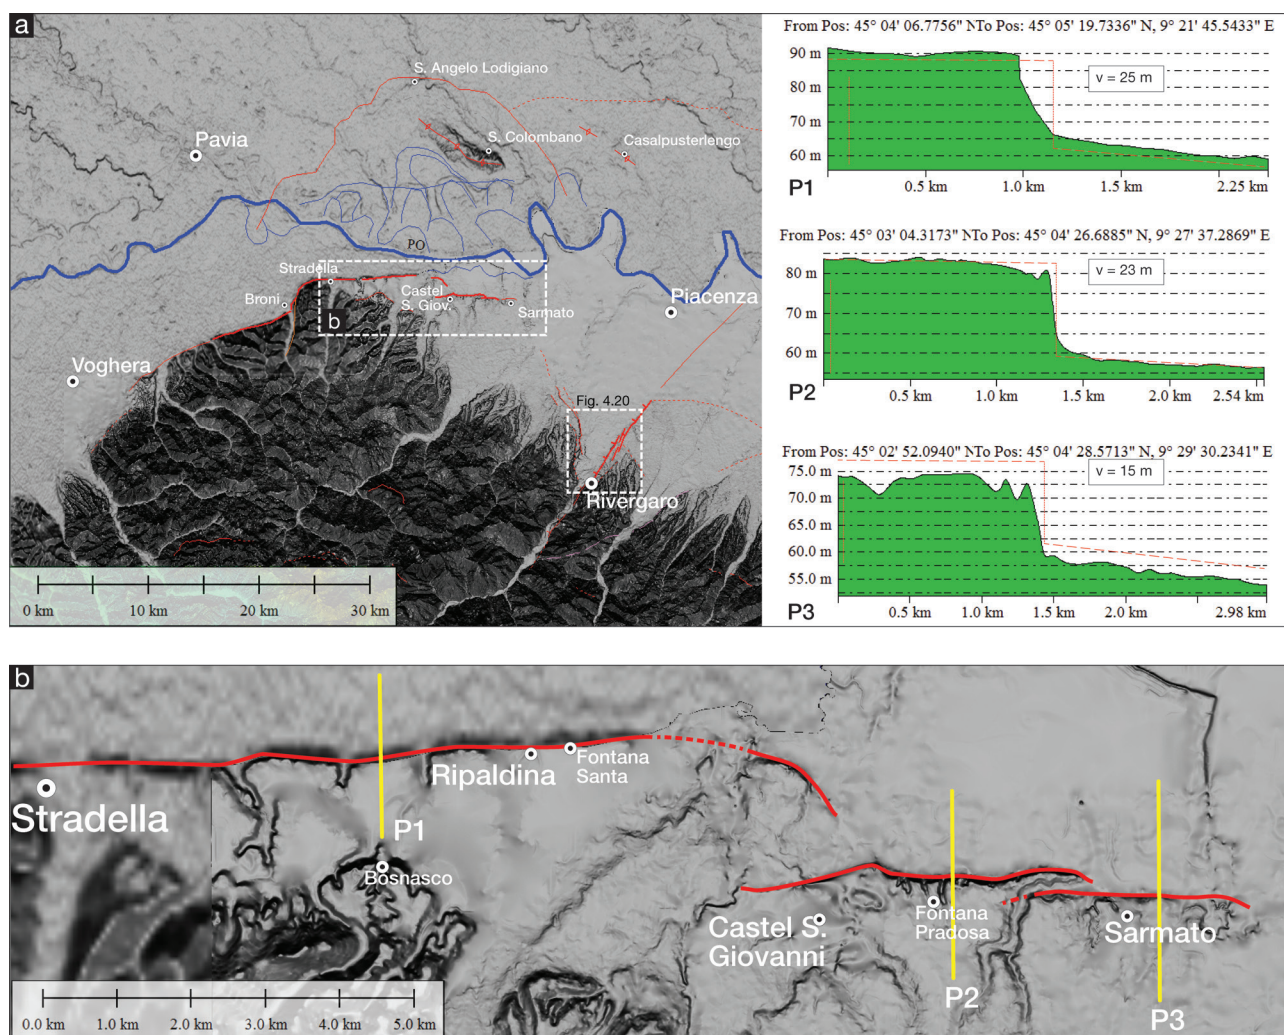 a
S. Angelo Lodigiano
Pavia
S. Colombano
Casalpusterlengo
PO
Stradella
Broni
Castel
S. Giov.
Sarmato
Piacenza
b
Voghera
Fig. 4.20
Rivergaro
0 km 10 km 20 km 30 km
From Pos: 45° 04' 06.7756" NTo Pos: 45° 05' 19.7336" N, 9° 21' 45.5433" E
90 m
v = 25 m
80 m
70 m
60 m
P1
0.5 km 1.0 km 1.5 km 2.25 km
From Pos: 45° 03' 04.3173" NTo Pos: 45° 04' 26.6885" N, 9° 27' 37.2869" E
80 m
v = 23 m
70 m
60 m
P2
0.5 km 1.0 km 1.5 km 2.0 km 2.54 km
From Pos: 45° 02' 52.0940" NTo Pos: 45° 04' 28.5713" N, 9° 29' 30.2341" E
75.0 m
v = 15 m
70.0 m
65.0 m
60.0 m
55.0 m
P3
0.5 km 1.0 km 1.5 km 2.0 km 2.98 km
b
Stradella
Ripaldina
Fontana
Santa
P1
Bosnasco
Castel S.
Giovanni
Fontana
Pradosa
Sarmato
P2
P3
0.0 km 1.0 km 2.0 km 3.0 km 4.0 km 5.0 km